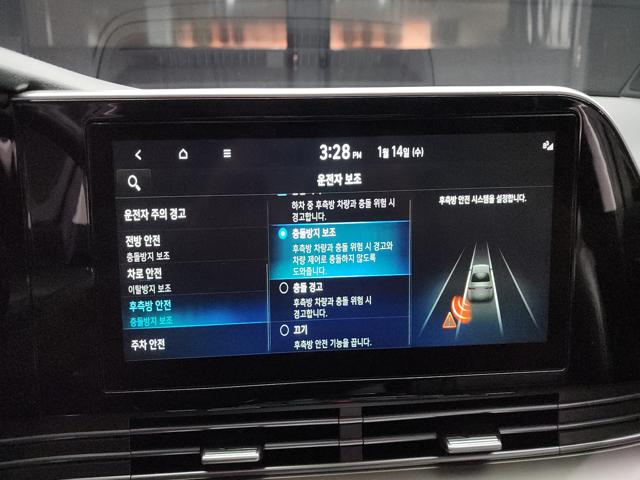 3:28 PM 1월 14일 (수)
운전자 보조
운전자 주의 경고
전방 안전
충돌방지 보조
차로 안전
이탈방지 보조
후측방 안전
충돌방지 보조
주차 안전
하차 중 후측방 차량과 충돌 위험 시
경고합니다.
충돌방지 보조
후측방 차량과 충돌 위험 시 경고와
차량 제어로 충돌하지 않도록
도와줍니다.
충돌 경고
후측방 차량과 충돌 위험 시
경고합니다.
끄기
후측방 안전 기능을 끕니다.
후측방 안전 시스템을 설정합니다.